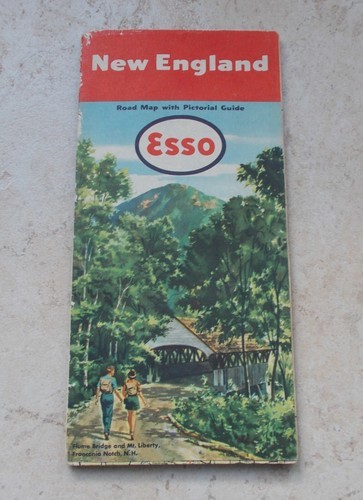 New England
Road Map with Pictorial Guide
Esso
Flume Bridge and Mt. Liberty,
Franconia Notch, N.H.